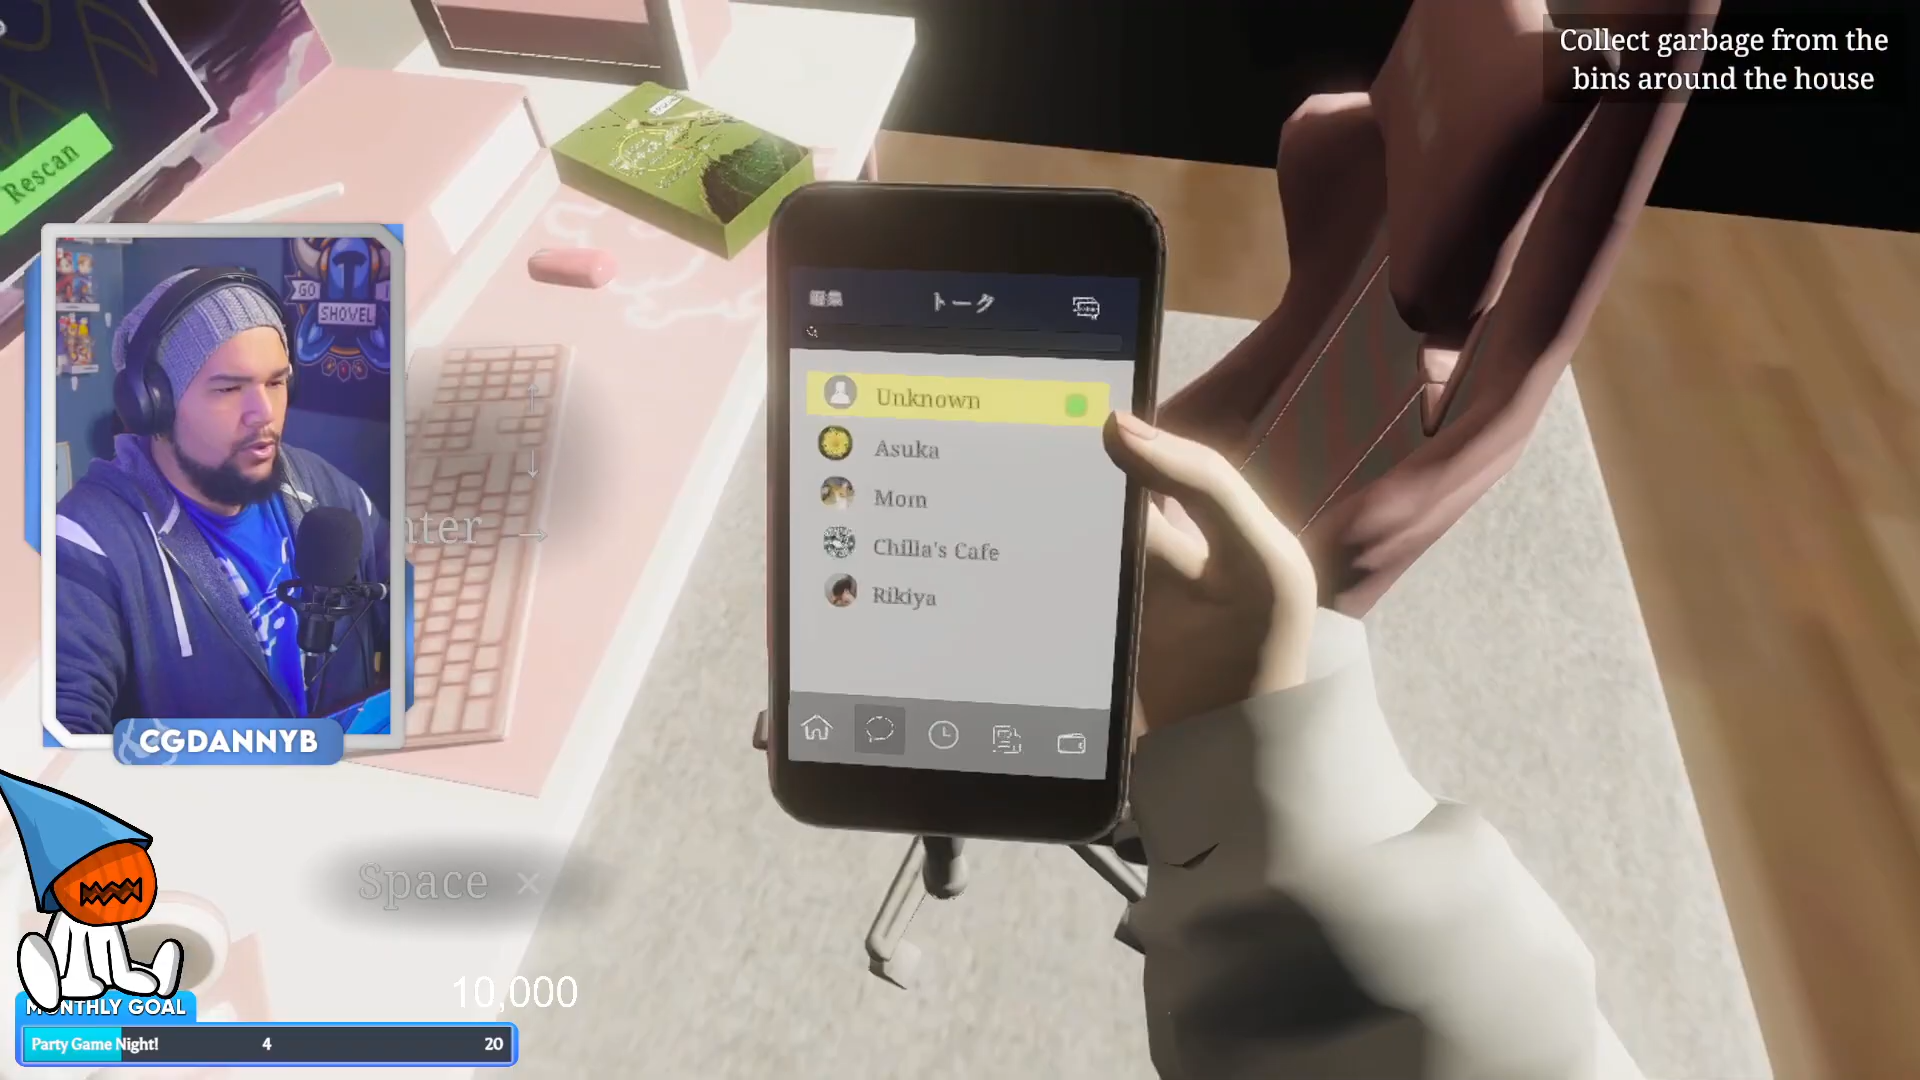 Collect garbage from the
bins around the house
Rescan
GO
SHOVEL
トーク
Unknown
Asuka
Mom
Chilla's Cafe
Rikiya
nter →
CGDANNYB
Space ×
10,000
MONTHLY GOAL
Party Game Night! 4 20